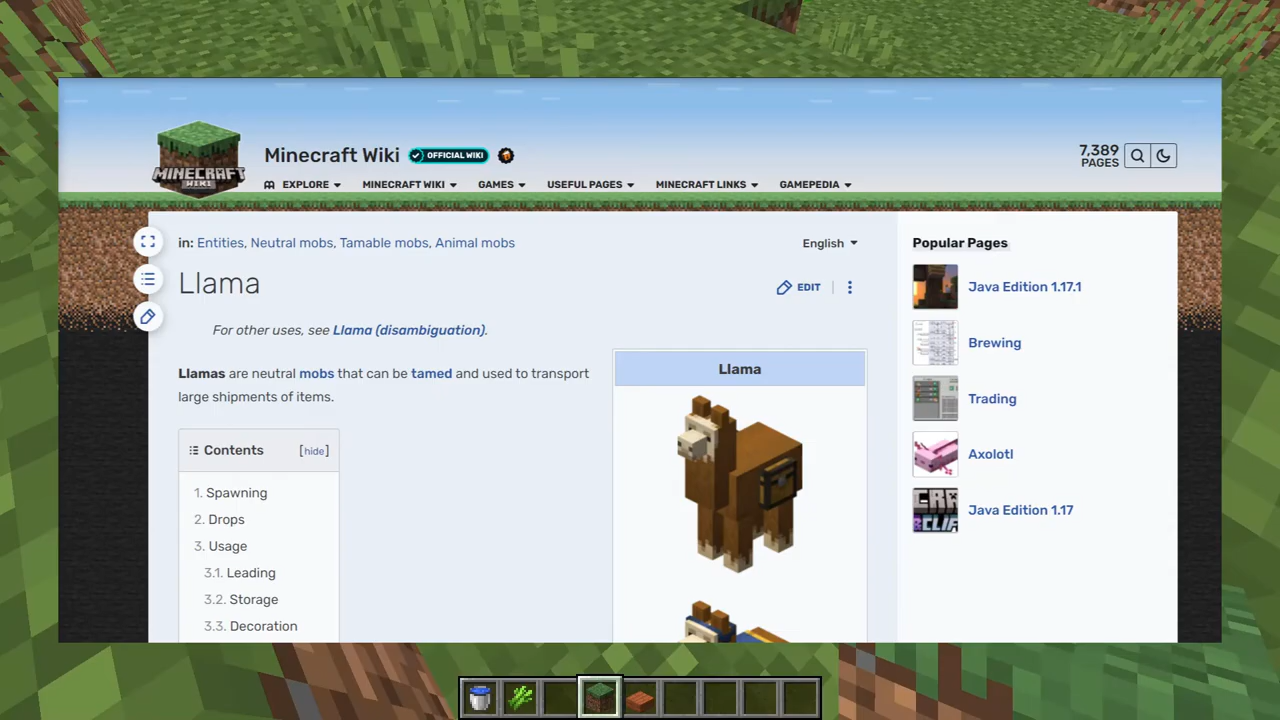 Minecraft Wiki
OFFICIAL WIKI
7,389
PAGES
MINECRAFT
WIKI
EXPLORE
MINECRAFT WIKI
GAMES
USEFUL PAGES
MINECRAFT LINKS
GAMEPEDIA
in: Entities, Neutral mobs, Tamable mobs, Animal mobs
English
Llama
EDIT
For other uses, see Llama (disambiguation).
Llamas are neutral mobs that can be tamed and used to transport
large shipments of items.
Contents [hide]
1. Spawning
2. Drops
3. Usage
3.1. Leading
3.2. Storage
3.3. Decoration
Llama
Popular Pages
Java Edition 1.17.1
Brewing
Trading
Axolotl
Java Edition 1.17